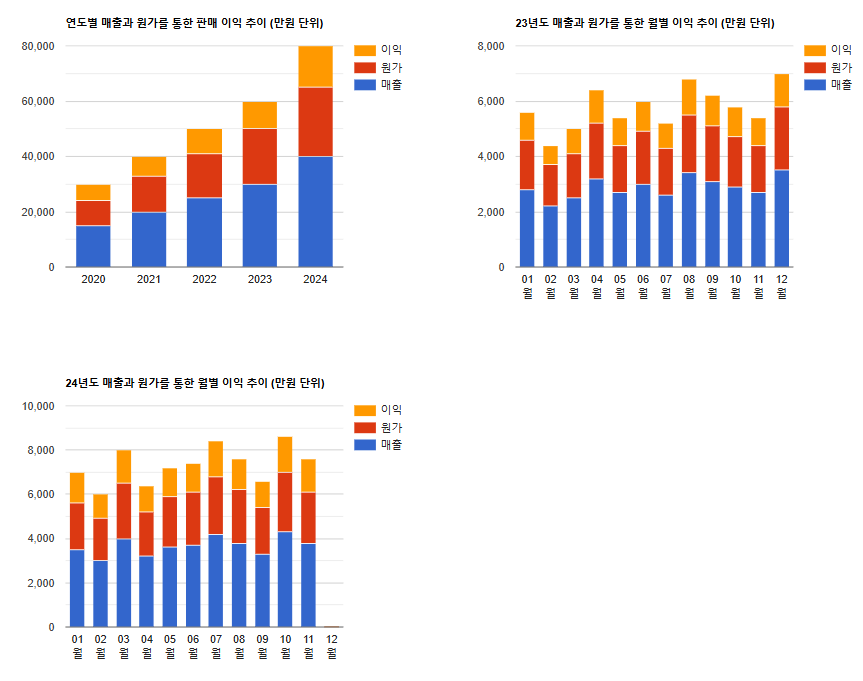 연도별 매출과 원가를 통한 판매 이익 추이 (만원 단위)
80,000
60,000
40,000
20,000
0
2020 2021 2022 2023 2024
이익
원가
매출
23년도 매출과 원가를 통한 월별 이익 추이 (만원 단위)
8,000
6,000
4,000
2,000
0
01 02 03 04 05 06 07 08 09 10 11 12
월 월 월 월 월 월 월 월 월 월 월 월
이익
원가
매출
24년도 매출과 원가를 통한 월별 이익 추이 (만원 단위)
10,000
8,000
6,000
4,000
2,000
0
01 02 03 04 05 06 07 08 09 10 11 12
월 월 월 월 월 월 월 월 월 월 월 월
이익
원가
매출